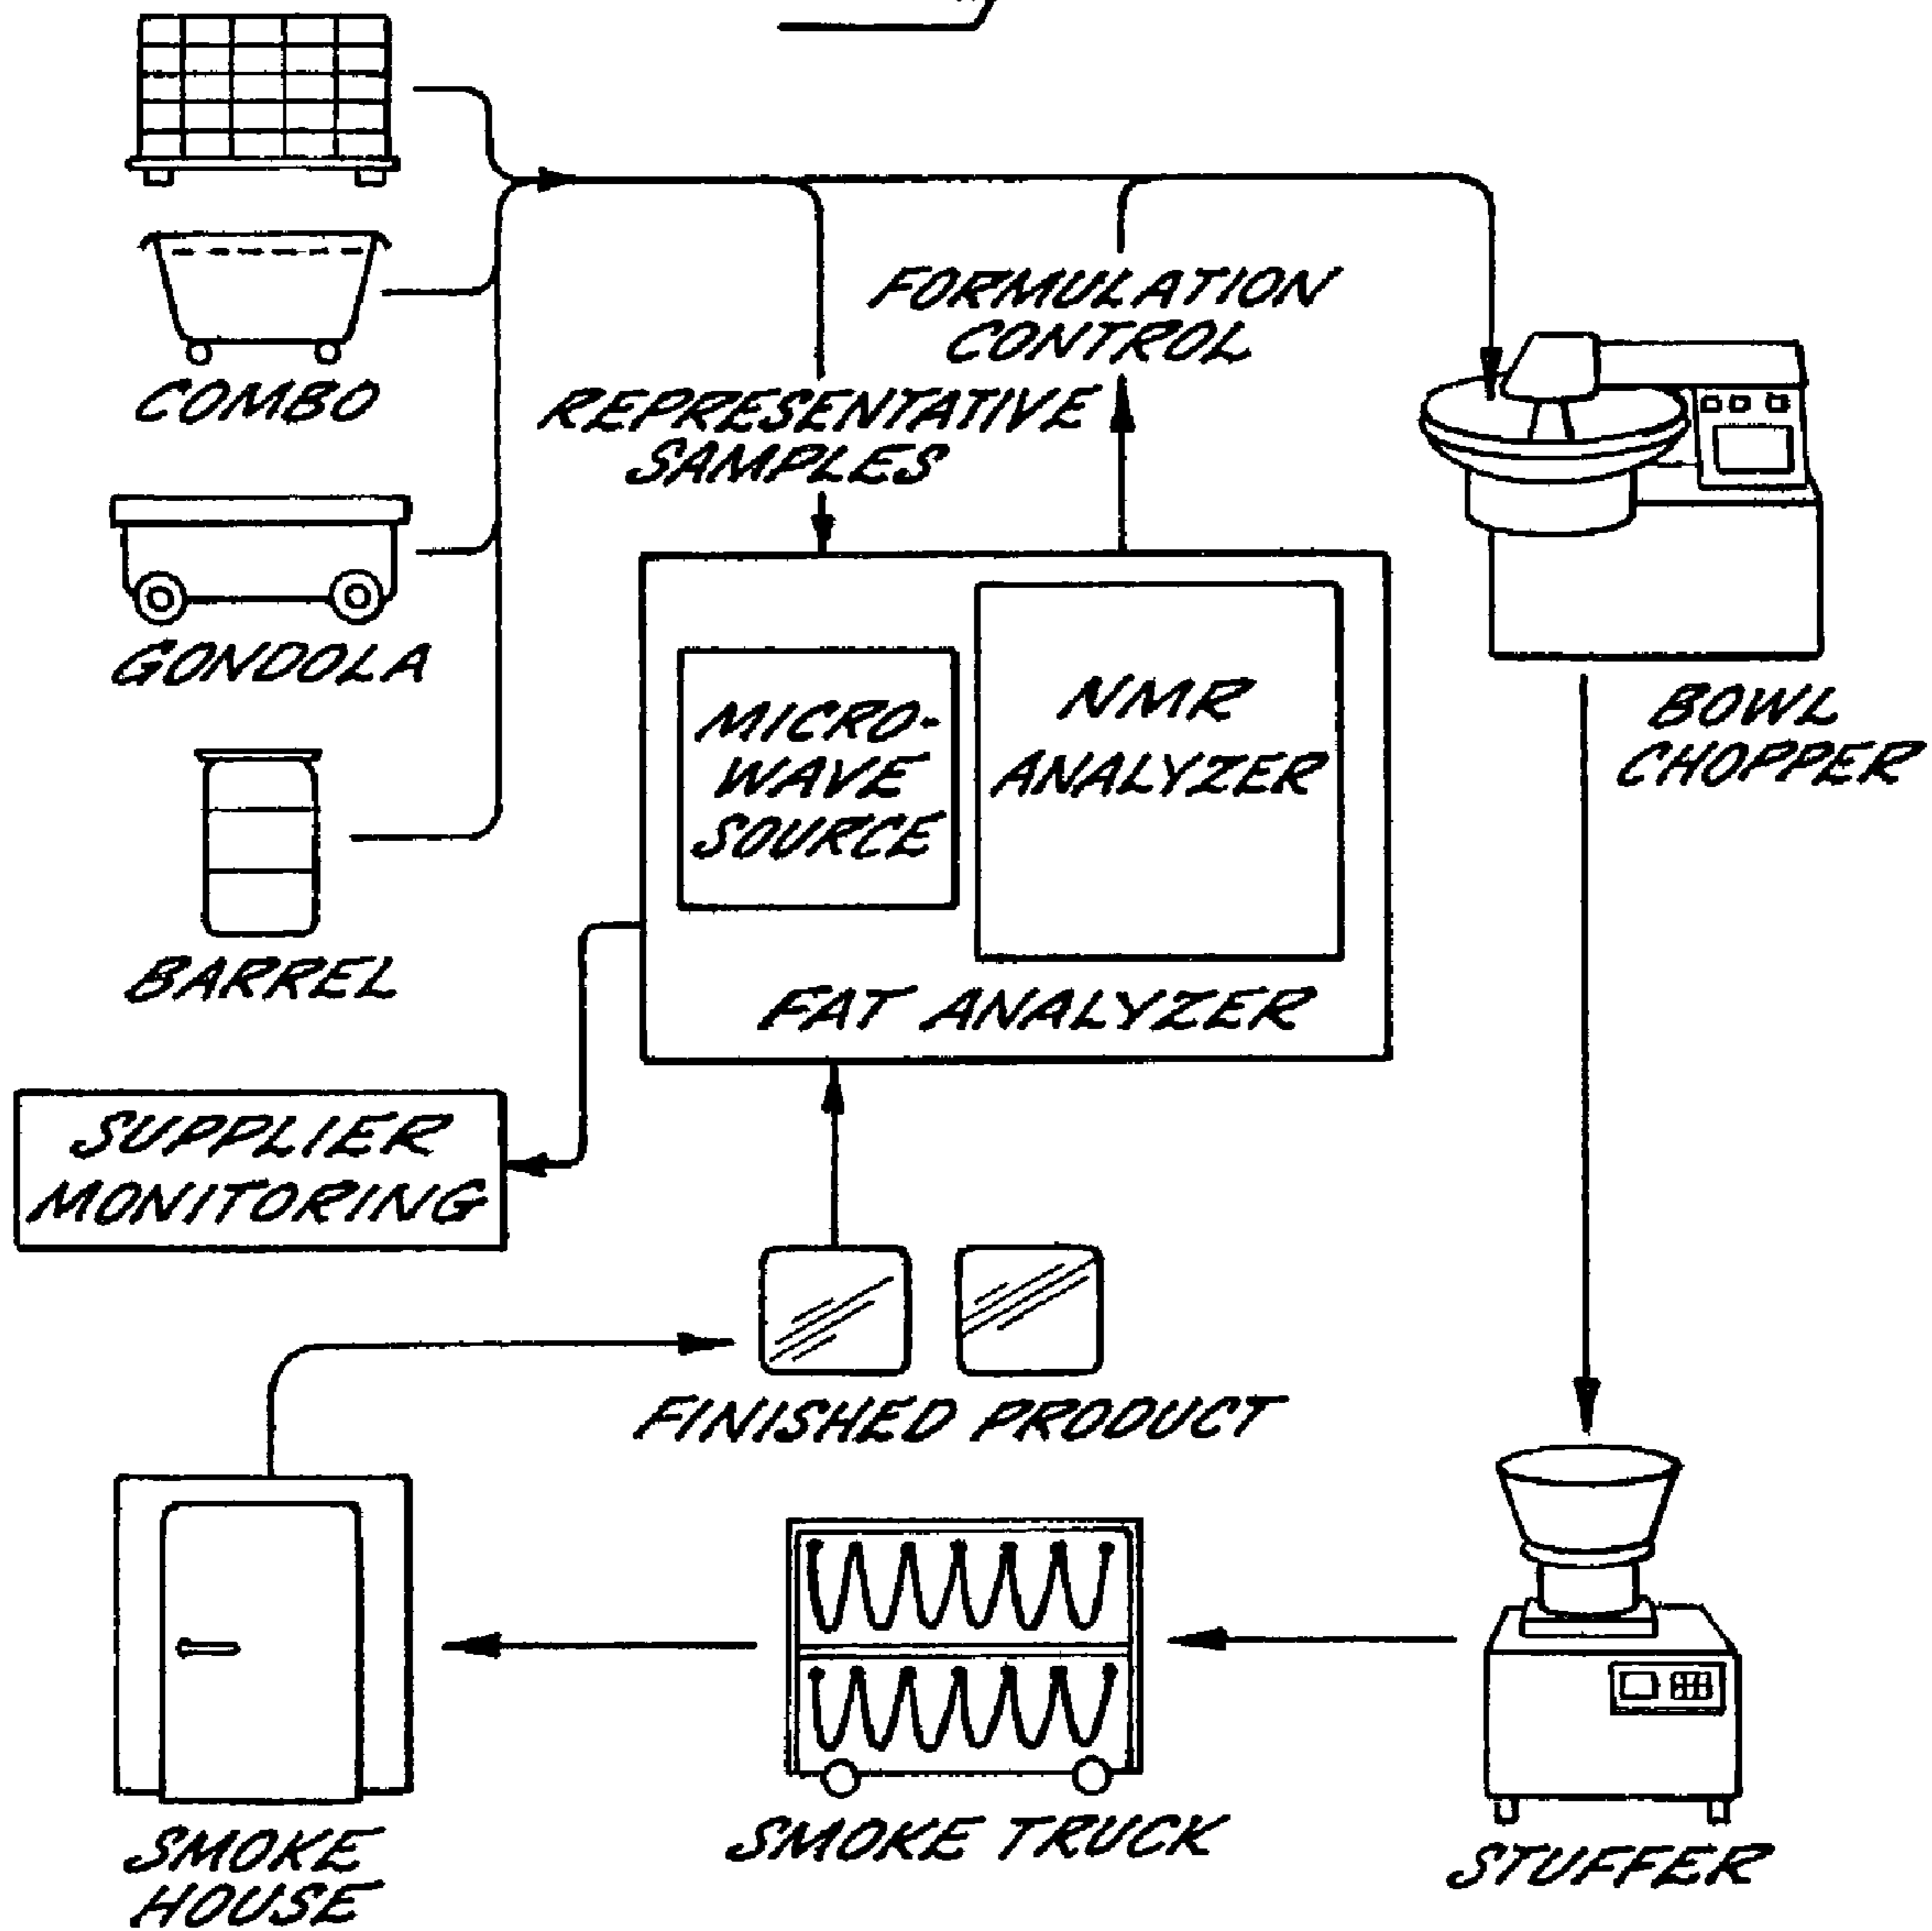 COMBO
GONDOLA
BARREL
REPRESENTATIVE
SAMPLES
FORMULATION
CONTROL
BOWL
CHOPPER
MICRO-
WAVE
SOURCE
NMR
ANALYZER
FAT ANALYZER
SUPPLIER
MONITORING
FINISHED PRODUCT
SMOKE
HOUSE
SMOKE TRUCK
STUFFER